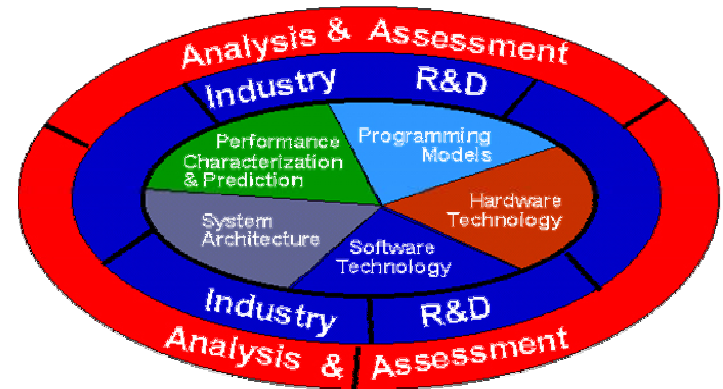 Analysis & Assessment
Industry R&D
Performance
Characterization
& Prediction
Programming
Models
Hardware
Technology
System
Architecture
Software
Technology
Industry R&D
Analysis & Assessment